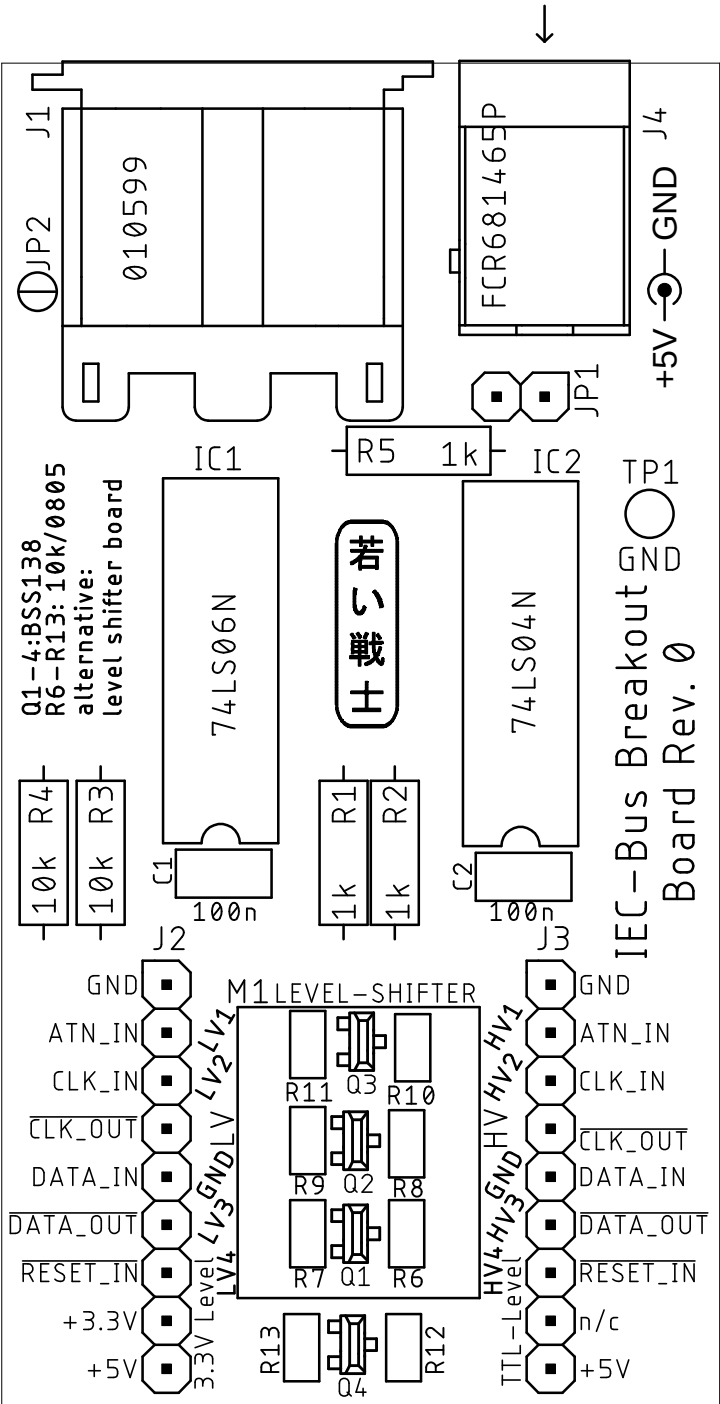 J1
010599
JP2
FCR681465P
J4
+5V
GND
JP1
R5 1k
IC1
74LS06N
IC2
74LS04N
TP1
GND
Q1-4:BSS138
R6-R13: 10k/0805
alternative:
level shifter board
若い戦士
IEC-Bus Breakout
Board Rev. 0
10k R4
10k R3
1k R1
1k R2
C1
100n
C2
100n
J2
GND
ATN_IN
CLK_IN
CLK_OUT
DATA_IN
DATA_OUT
RESET_IN
+3.3V
+5V
3.3V Level
M1 LEVEL-SHIFTER
LV1
LV2
LV
GND
LV3
LV4
R11
Q3
R10
R9
Q2
R8
R7
Q1
R6
R13
Q4
R12
HV1
HV2
HV
GND
HV3
HV4
TTL-Level
J3
GND
ATN_IN
CLK_IN
CLK_OUT
DATA_IN
DATA_OUT
RESET_IN
n/c
+5V